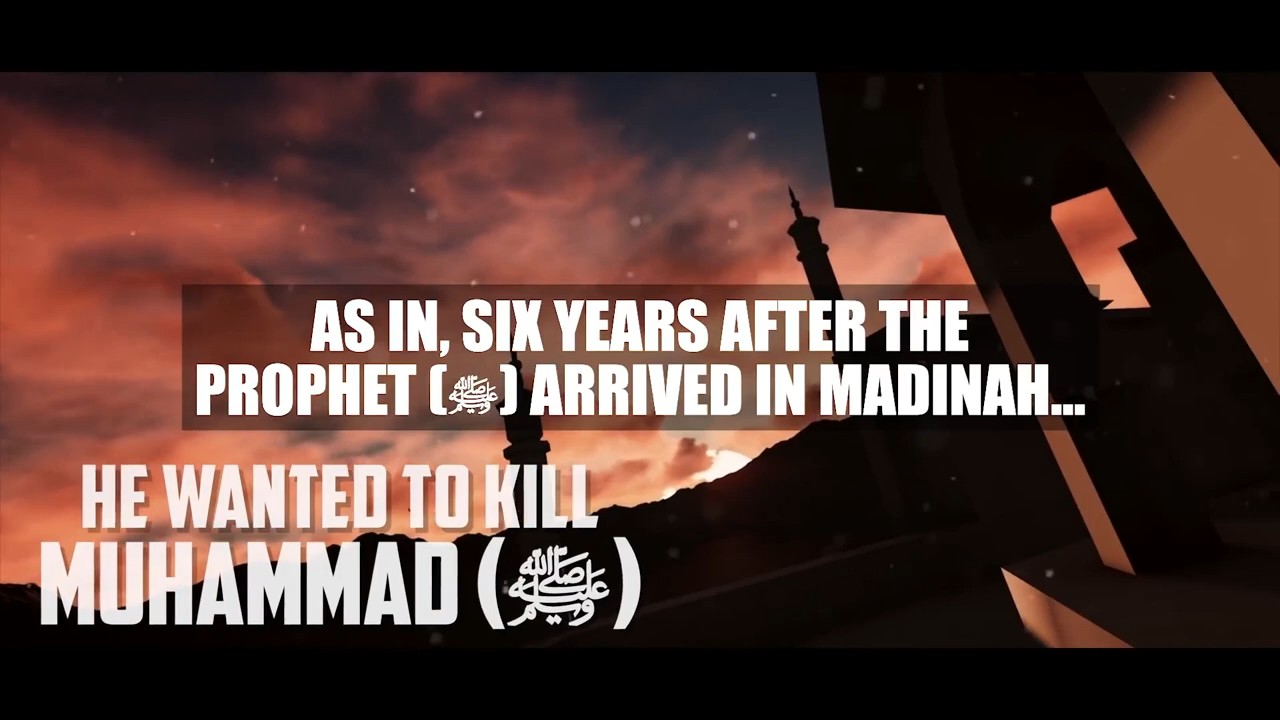 AS IN, SIX YEARS AFTER THE
PROPHET (ﷺ) ARRIVED IN MADINAH...
HE WANTED TO KILL
MUHAMMAD (ﷺ)